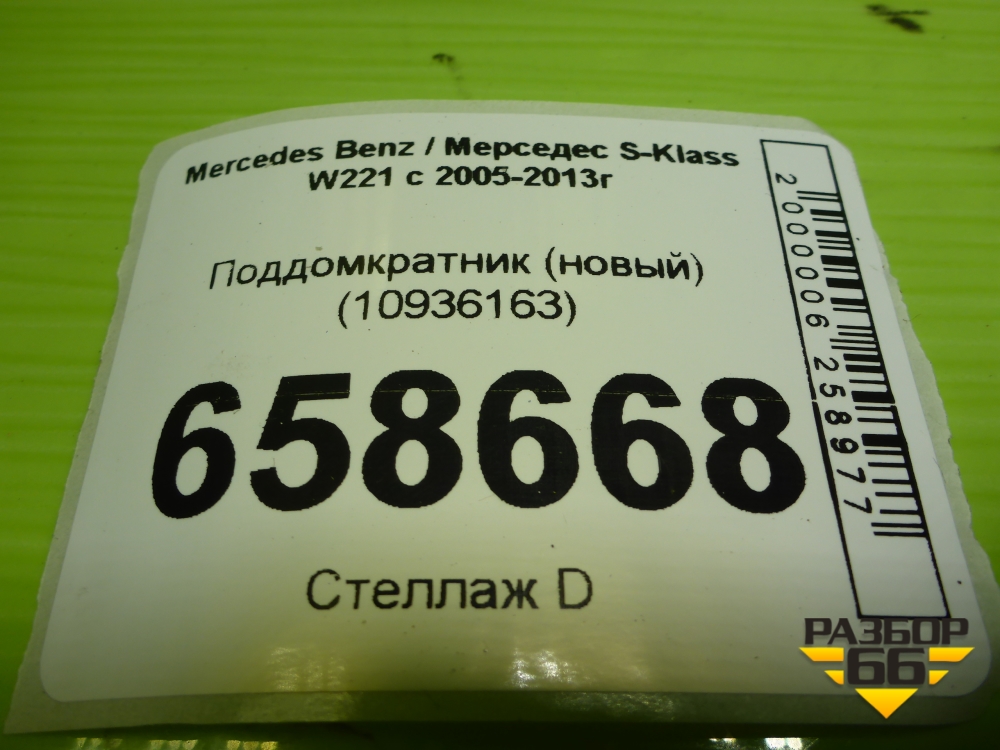 Mercedes Benz / Мерседес S-Klass
W221 с 2005-2013г
Поддомкратник (новый)
(10936163)
658668
Стеллаж D
2000006258977
РАЗБОР
66